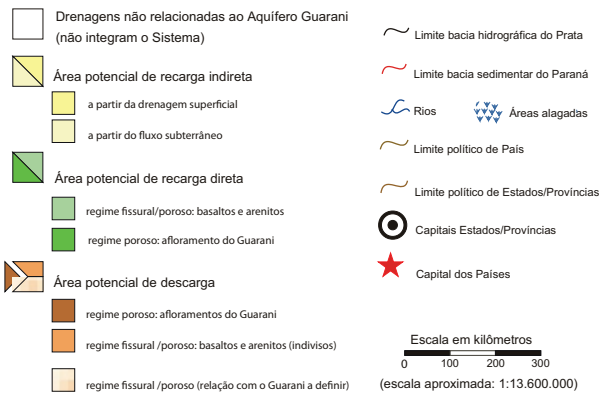 Drenagens não relacionadas ao Aquífero Guarani
(não integram o Sistema)
Área potencial de recarga indireta
a partir da drenagem superficial
a partir do fluxo subterrâneo
Área potencial de recarga direta
regime fissural/poroso: basaltos e arenitos
regime poroso: afloramento do Guarani
Área potencial de descarga
regime poroso: afloramentos do Guarani
regime fissural /poroso: basaltos e arenitos (indivisos)
regime fissural /poroso (relação com o Guarani a definir)
Limite bacia hidrográfica do Prata
Limite bacia sedimentar do Paraná
Rios
Áreas alagadas
Limite político de País
Limite político de Estados/Províncias
Capitais Estados/Províncias
Capital dos Países
Escala em kilômetros
0 100 200 300
(escala aproximada: 1:13.600.000)